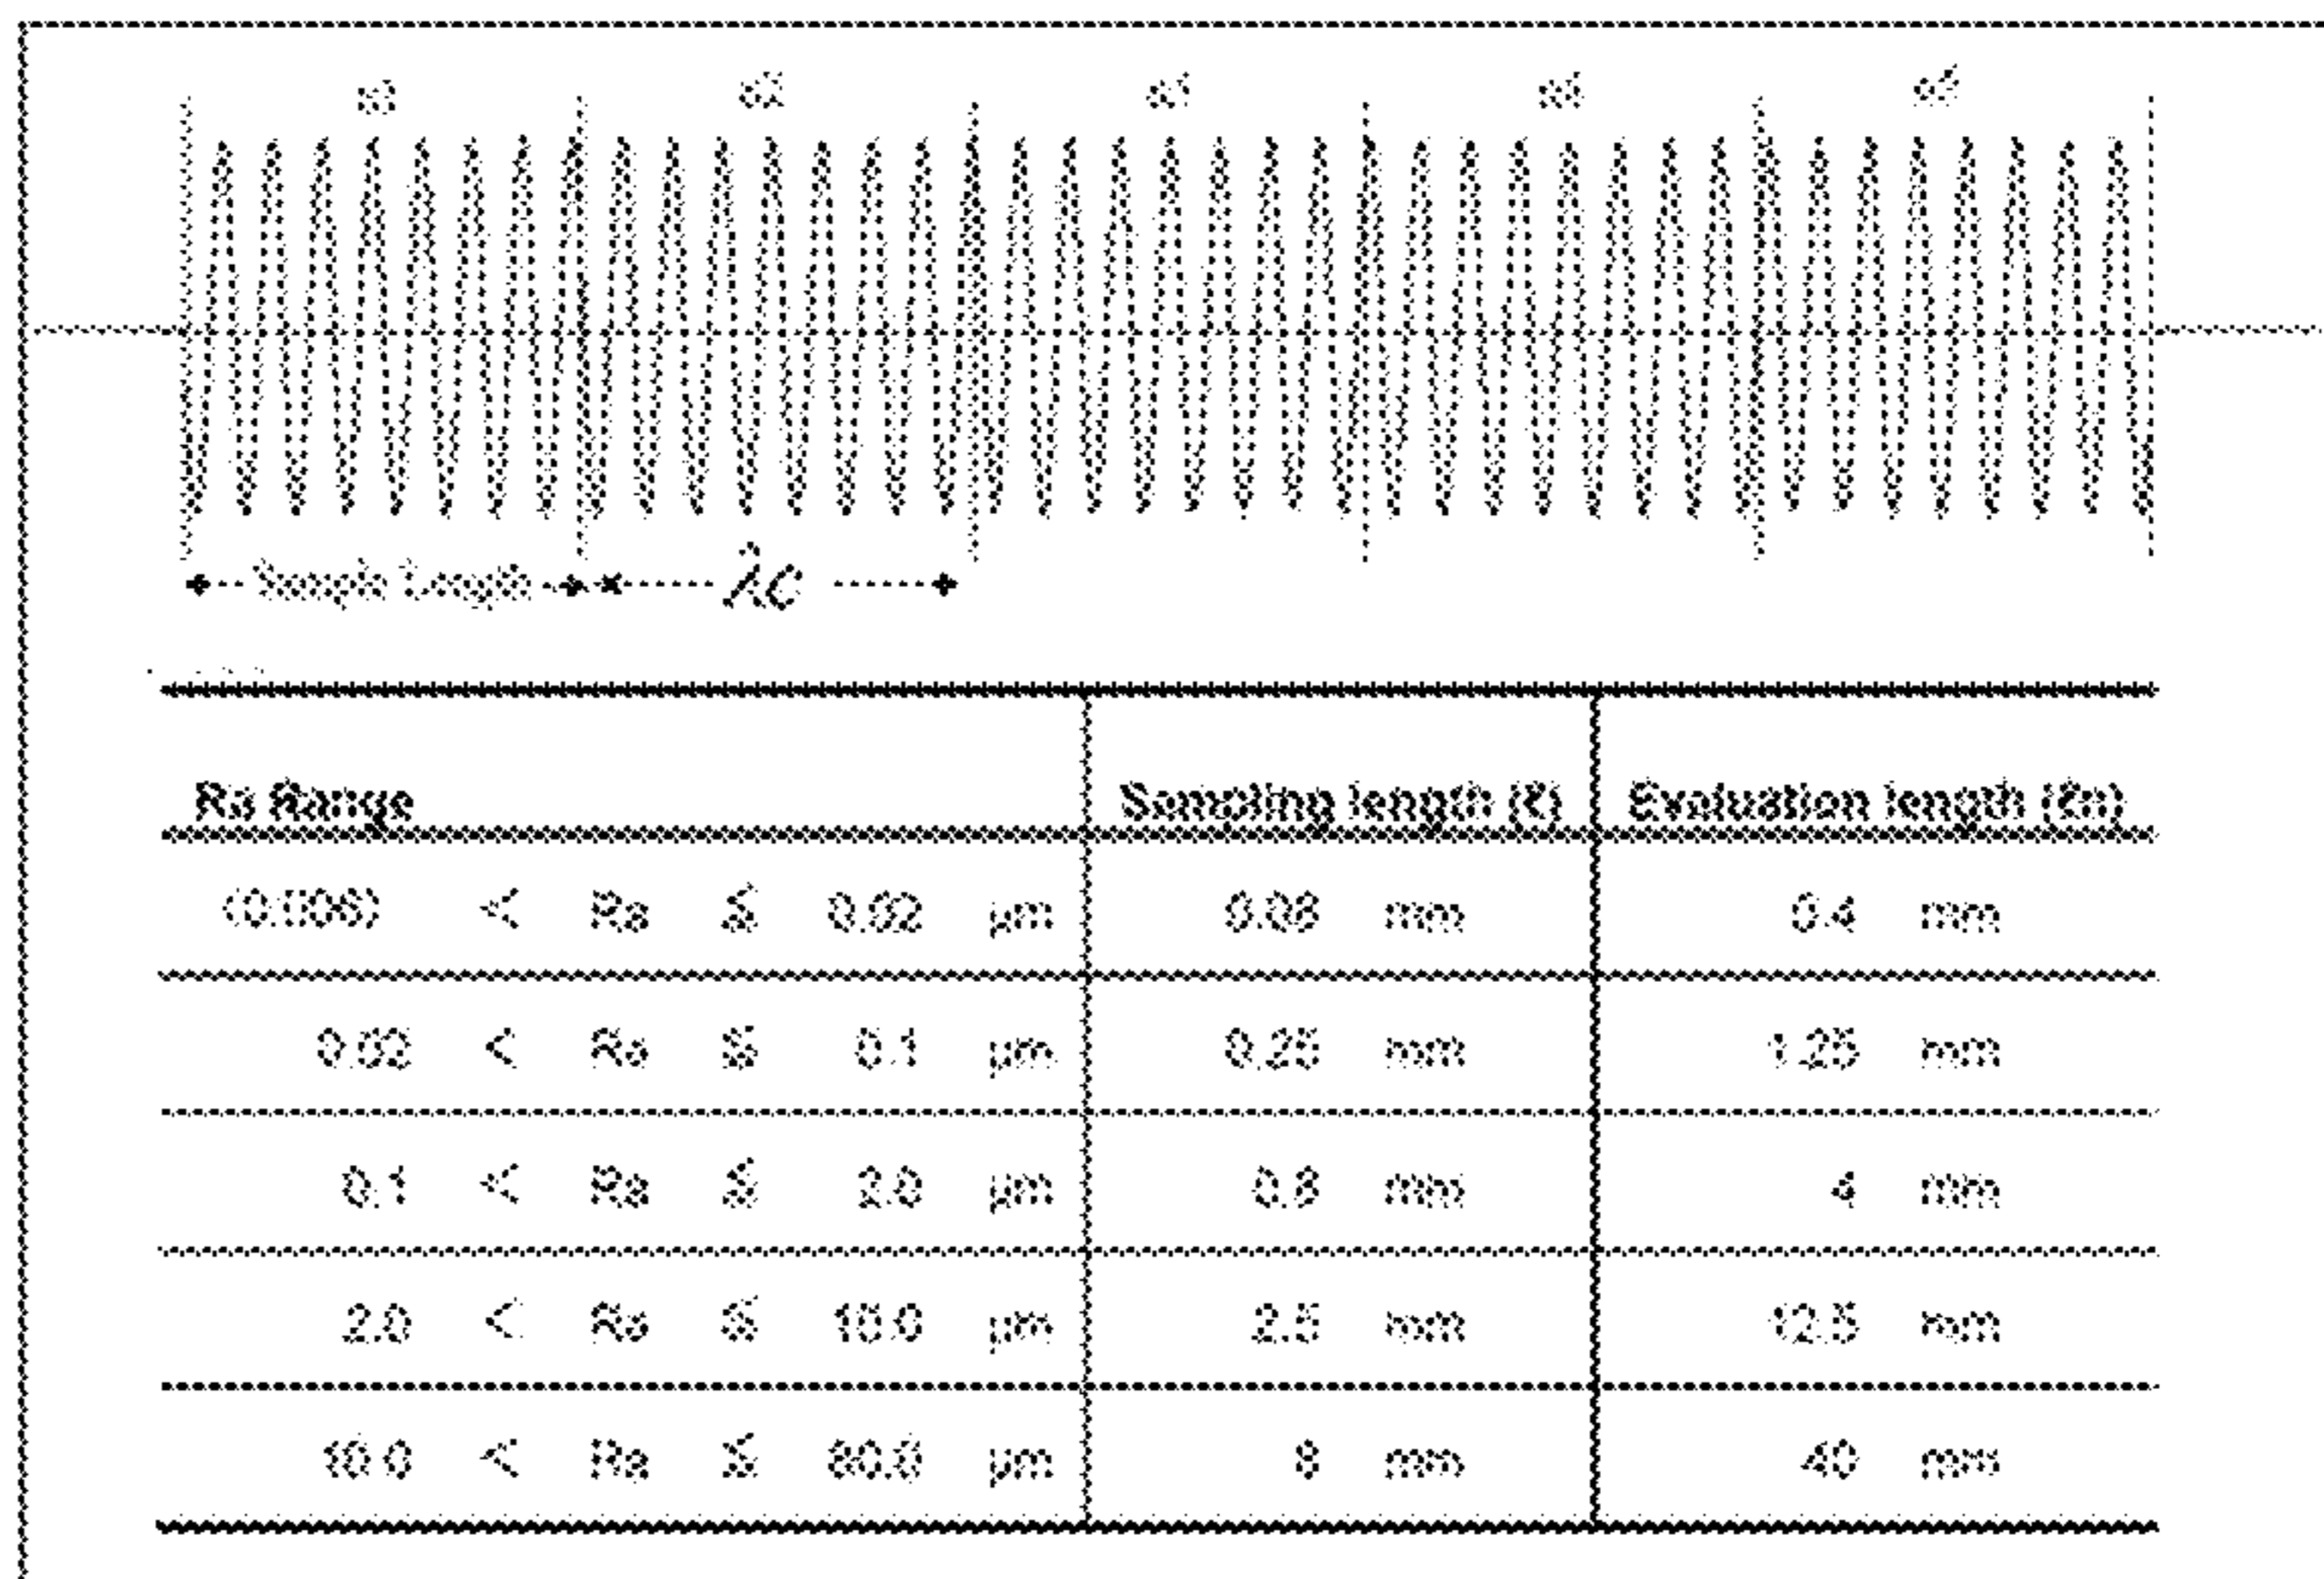 Sample Length λc
Ra Range Sampling length (ℓ) Evaluation length (ℓn)
(0.006) < Ra ≤ 0.02 µm 0.08 mm 0.4 mm
0.02 < Ra ≤ 0.1 µm 0.25 mm 1.25 mm
0.1 < Ra ≤ 2.0 µm 0.8 mm 4 mm
2.0 < Ra ≤ 10.0 µm 2.5 mm 12.5 mm
10.0 < Ra ≤ 80.0 µm 8 mm 40 mm